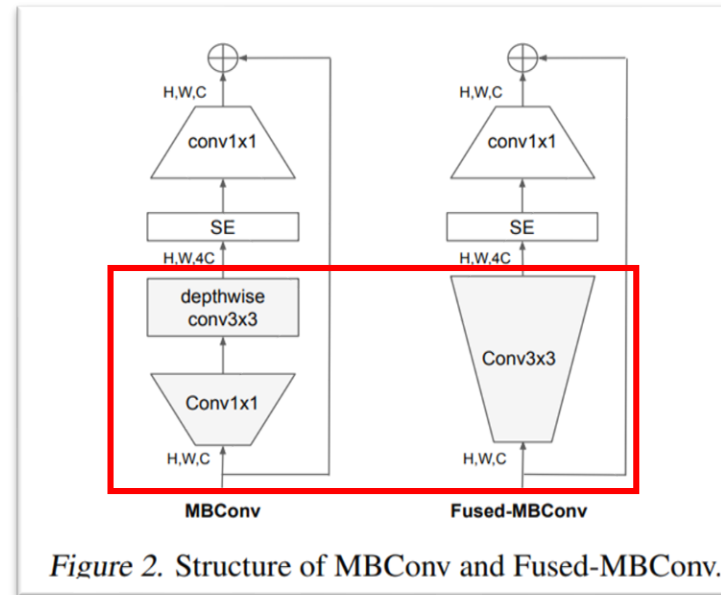 H,W,C
H,W,C
conv1x1
conv1x1
SE
SE
H,W,4C
H,W,4C
depthwise
conv3x3
Conv3x3
Conv1x1
H,W,C
H,W,C
MBConv
Fused-MBConv
Figure 2. Structure of MBConv and Fused-MBConv.